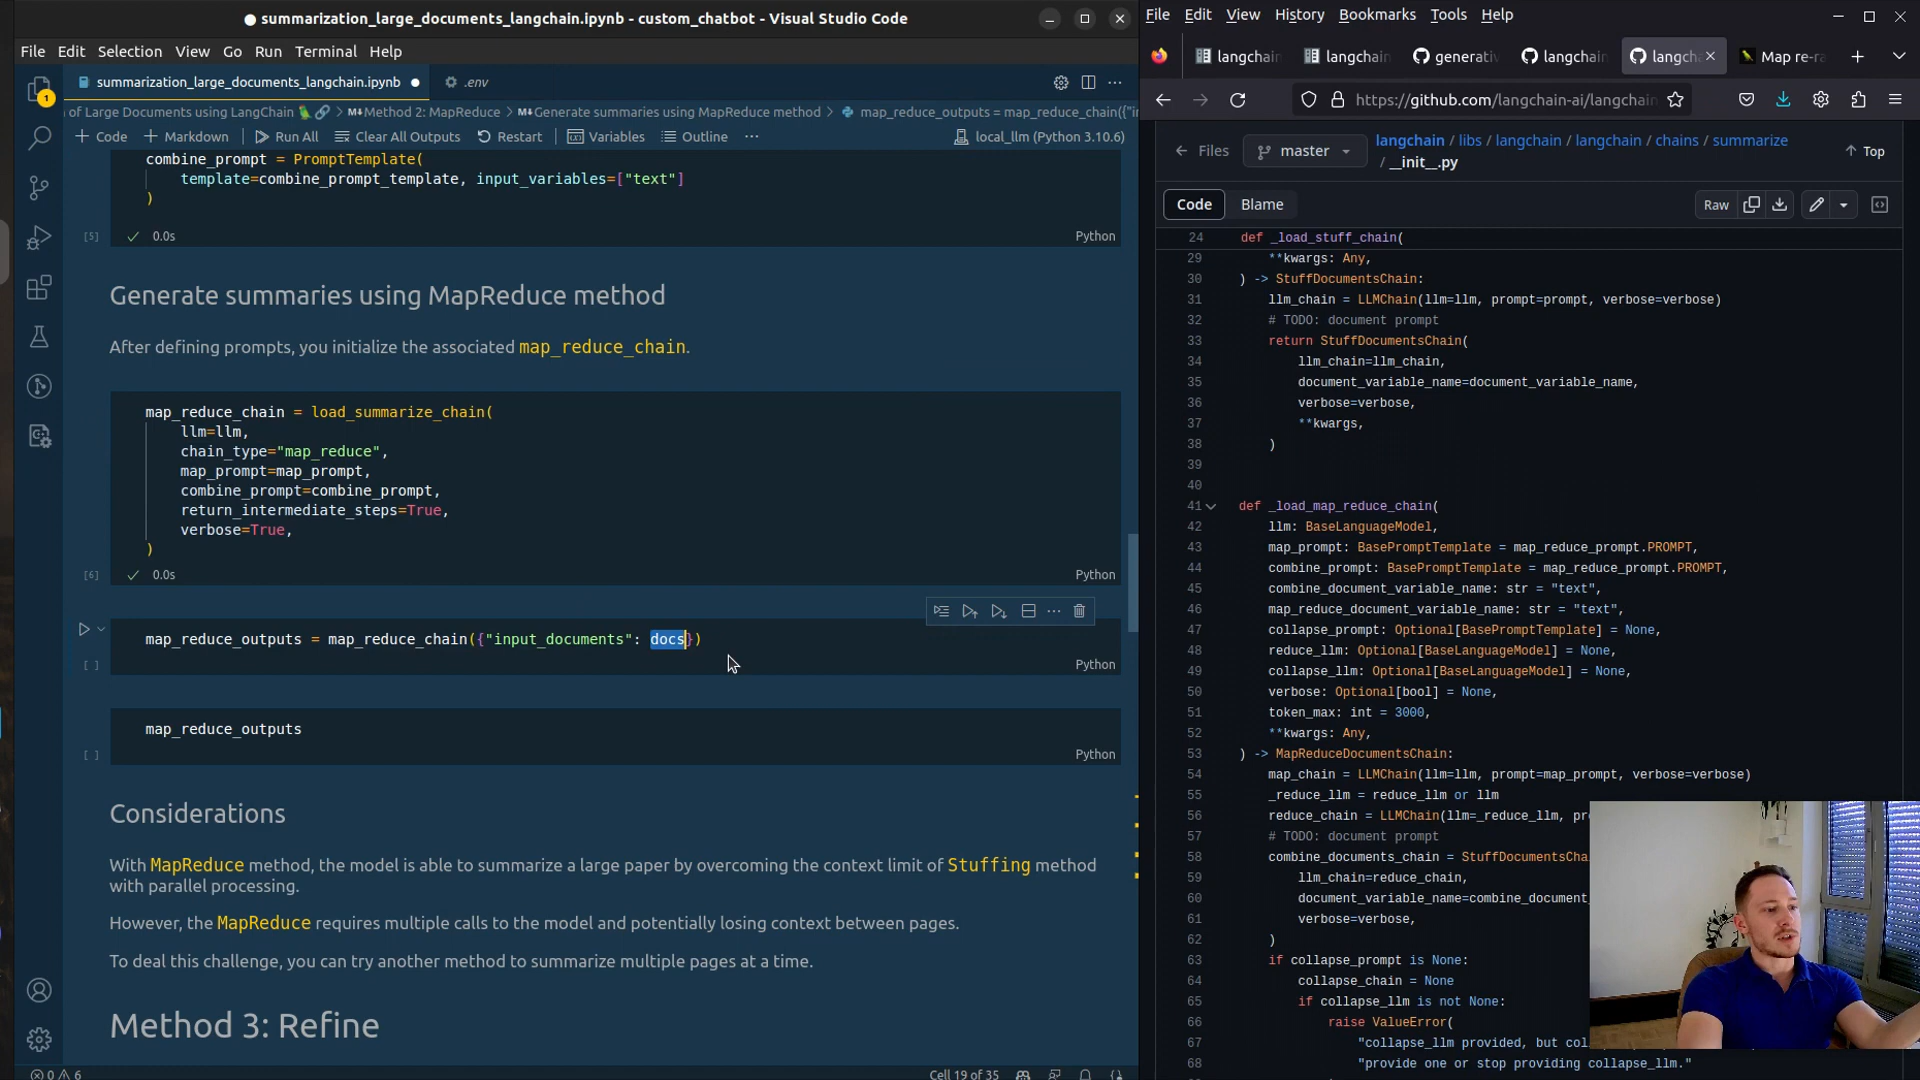 summarization_large_documents_langchain.ipynb - custom_chatbot - Visual Studio Code
File Edit Selection View Go Run Terminal Help
summarization_large_documents_langchain.ipynb
.env
of Large Documents using LangChain 🦜🔗 > M↓Method 2: MapReduce > M↓Generate summaries using MapReduce method > map_reduce_outputs = map_reduce_chain({"i
+ Code + Markdown Run All Clear All Outputs Restart Variables Outline ... local_llm (Python 3.10.6)
1
combine_prompt = PromptTemplate(
template=combine_prompt_template, input_variables=["text"]
)
[5] ✓ 0.0s Python
Generate summaries using MapReduce method
After defining prompts, you initialize the associated map_reduce_chain.
map_reduce_chain = load_summarize_chain(
llm=llm,
chain_type="map_reduce",
map_prompt=map_prompt,
combine_prompt=combine_prompt,
return_intermediate_steps=True,
verbose=True,
)
[6] ✓ 0.0s Python
map_reduce_outputs = map_reduce_chain({"input_documents": docs})
[ ] Python
map_reduce_outputs
[ ] Python
Considerations
With MapReduce method, the model is able to summarize a large paper by overcoming the context limit of Stuffing method
with parallel processing.
However, the MapReduce requires multiple calls to the model and potentially losing context between pages.
To deal this challenge, you can try another method to summarize multiple pages at a time.
Method 3: Refine
0 6 Cell 19 of 35
File Edit View History Bookmarks Tools Help
langchain langchain generativ langchain langch Map re-ra
https://github.com/langchain-ai/langchain
Files master langchain / libs / langchain / langchain / chains / summarize
/ __init__.py
Top
Code Blame Raw
24 def _load_stuff_chain(
29 **kwargs: Any,
30 ) -> StuffDocumentsChain:
31 llm_chain = LLMChain(llm=llm, prompt=prompt, verbose=verbose)
32 # TODO: document prompt
33 return StuffDocumentsChain(
34 llm_chain=llm_chain,
35 document_variable_name=document_variable_name,
36 verbose=verbose,
37 **kwargs,
38 )
39
40
41 def _load_map_reduce_chain(
42 llm: BaseLanguageModel,
43 map_prompt: BasePromptTemplate = map_reduce_prompt.PROMPT,
44 combine_prompt: BasePromptTemplate = map_reduce_prompt.PROMPT,
45 combine_document_variable_name: str = "text",
46 map_reduce_document_variable_name: str = "text",
47 collapse_prompt: Optional[BasePromptTemplate] = None,
48 reduce_llm: Optional[BaseLanguageModel] = None,
49 collapse_llm: Optional[BaseLanguageModel] = None,
50 verbose: Optional[bool] = None,
51 token_max: int = 3000,
52 **kwargs: Any,
53 ) -> MapReduceDocumentsChain:
54 map_chain = LLMChain(llm=llm, prompt=map_prompt, verbose=verbose)
55 _reduce_llm = reduce_llm or llm
56 reduce_chain = LLMChain(llm=_reduce_llm, pr
57 # TODO: document prompt
58 combine_documents_chain = StuffDocumentsCha
59 llm_chain=reduce_chain,
60 document_variable_name=combine_document_
61 verbose=verbose,
62 )
63 if collapse_prompt is None:
64 collapse_chain = None
65 if collapse_llm is not None:
66 raise ValueError(
67 "collapse_llm provided, but col
68 "provide one or stop providing collapse_llm."